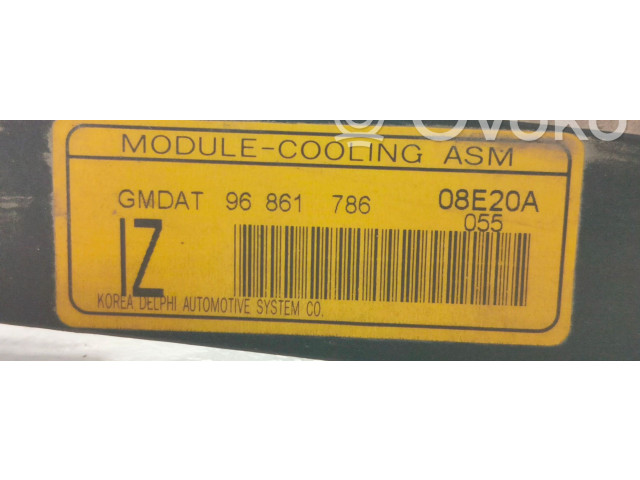 Ovoko
MODULE-COOLING ASM
GMDAT 96 861 786 08E20A
055
IZ
KOREA DELPHI AUTOMOTIVE SYSTEM CO.